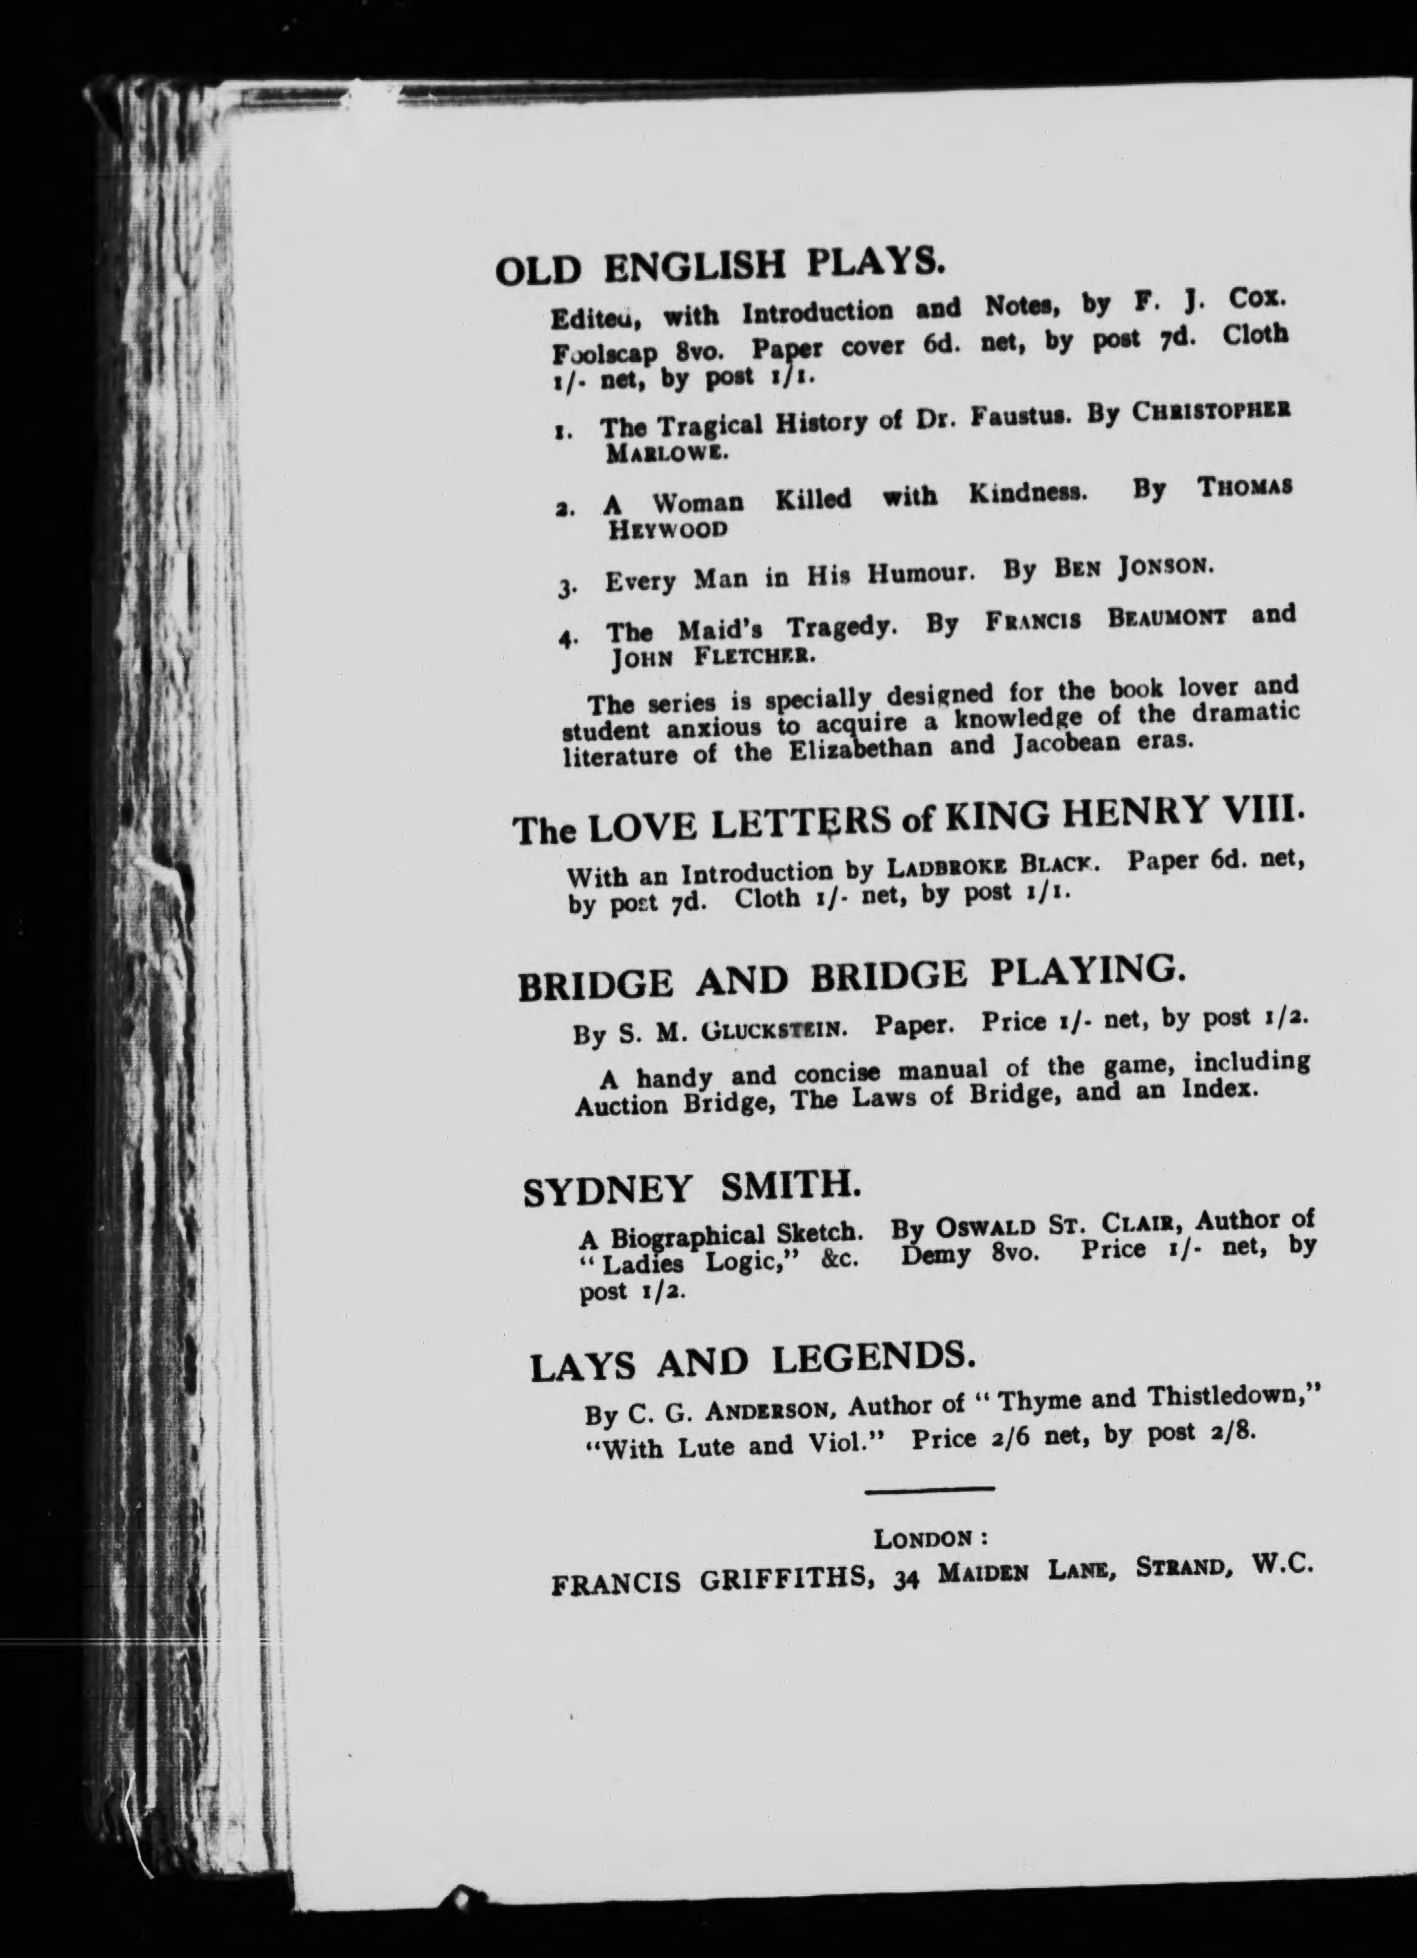 OLD ENGLISH PLAYS.
Edited, with Introduction and Notes, by F. J. Cox.
Foolscap 8vo. Paper cover 6d. net, by post 7d. Cloth
1/- net, by post 1/1.
1. The Tragical History of Dr. Faustus. By CHRISTOPHER
MARLOWE.
2. A Woman Killed with Kindness. By THOMAS
HEYWOOD
3. Every Man in His Humour. By BEN JONSON.
4. The Maid's Tragedy. By FRANCIS BEAUMONT and
JOHN FLETCHER.
The series is specially designed for the book lover and
student anxious to acquire a knowledge of the dramatic
literature of the Elizabethan and Jacobean eras.
The LOVE LETTERS of KING HENRY VIII.
With an Introduction by LADBROKE BLACK. Paper 6d. net,
by post 7d. Cloth 1/- net, by post 1/1.
BRIDGE AND BRIDGE PLAYING.
By S. M. GLUCKSTEIN. Paper. Price 1/- net, by post 1/2.
A handy and concise manual of the game, including
Auction Bridge, The Laws of Bridge, and an Index.
SYDNEY SMITH.
A Biographical Sketch. By OSWALD ST. CLAIR, Author of
"Ladies Logic," &c. Demy 8vo. Price 1/- net, by
post 1/2.
LAYS AND LEGENDS.
By C. G. ANDERSON, Author of "Thyme and Thistledown,"
"With Lute and Viol." Price 2/6 net, by post 2/8.
LONDON:
FRANCIS GRIFFITHS, 34 MAIDEN LANE, STRAND, W.C.